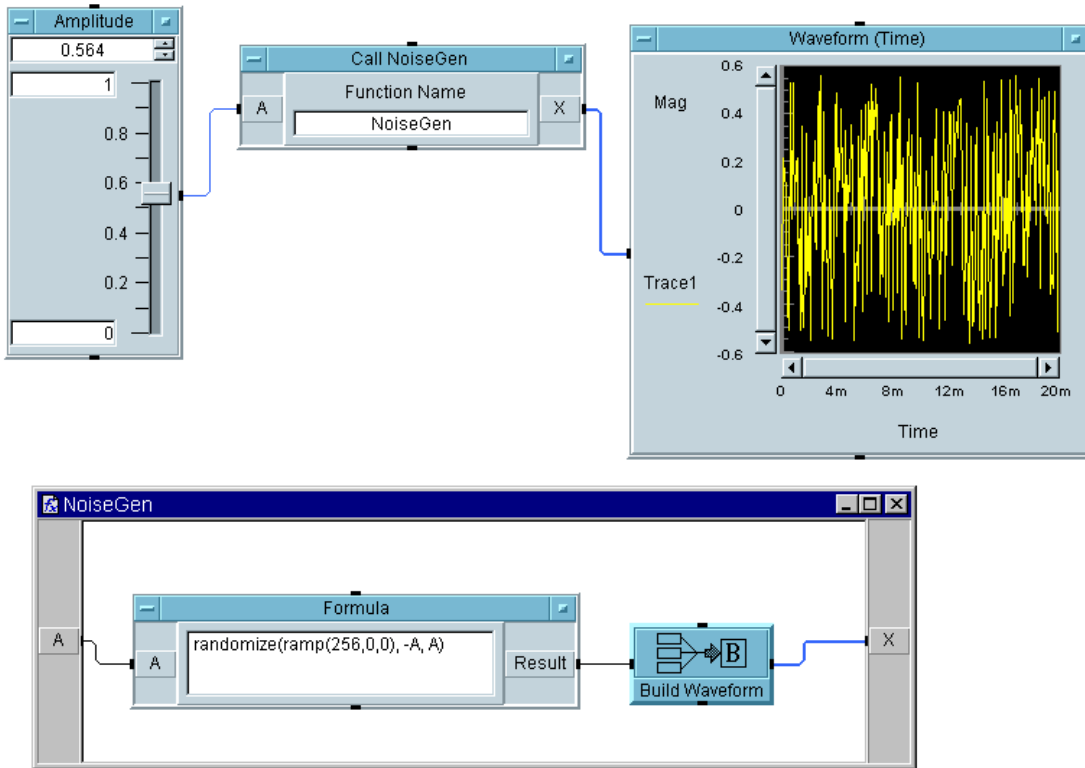 Amplitude
0.564
1
0.8
0.6
0.4
0.2
0
Call NoiseGen
A
Function Name
NoiseGen
X
Waveform (Time)
Mag
Trace1
0.6
0.4
0.2
0
-0.2
-0.4
-0.6
0 4m 8m 12m 16m 20m
Time
NoiseGen
A
Formula
A
randomize(ramp(256,0,0), -A, A)
Result
B
Build Waveform
X